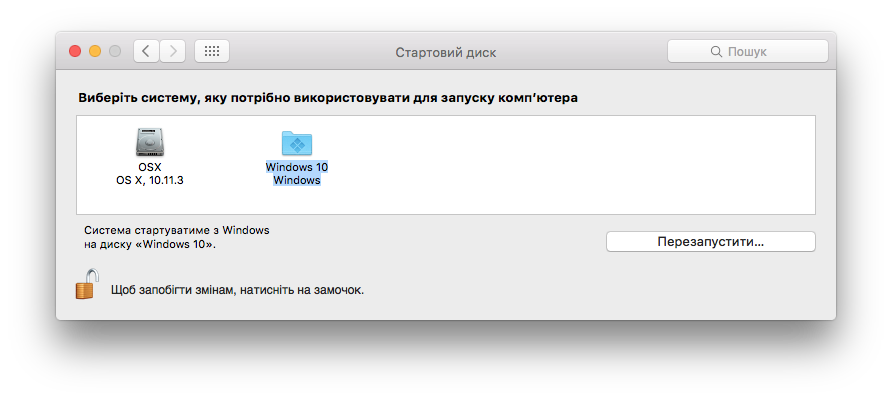 Стартовий диск
Пошук
Виберіть систему, яку потрібно використовувати для запуску комп'ютера
OSX
OS X, 10.11.3
Windows 10
Windows
Система стартуватиме з Windows
на диску «Windows 10».
Перезапустити...
Щоб запобігти змінам, натисніть на замочок.